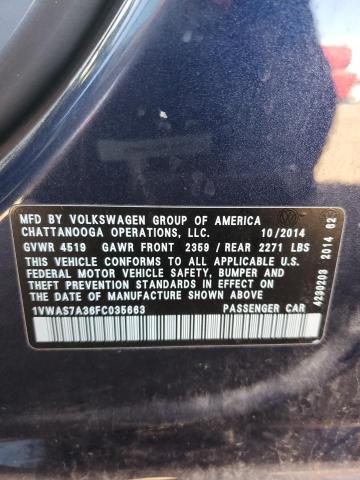 MFD BY VOLKSWAGEN GROUP OF AMERICA
CHATTANOOGA OPERATIONS, LLC. 10/2014
GVWR 4519 GAWR FRONT 2359 / REAR 2271 LBS
THIS VEHICLE CONFORMS TO ALL APPLICABLE U.S.
FEDERAL MOTOR VEHICLE SAFETY, BUMPER AND
THEFT PREVENTION STANDARDS IN EFFECT ON THE
DATE OF MANUFACTURE SHOWN ABOVE.
1VWAS7A36FC035663 PASSENGER CAR
4230203 2014 02